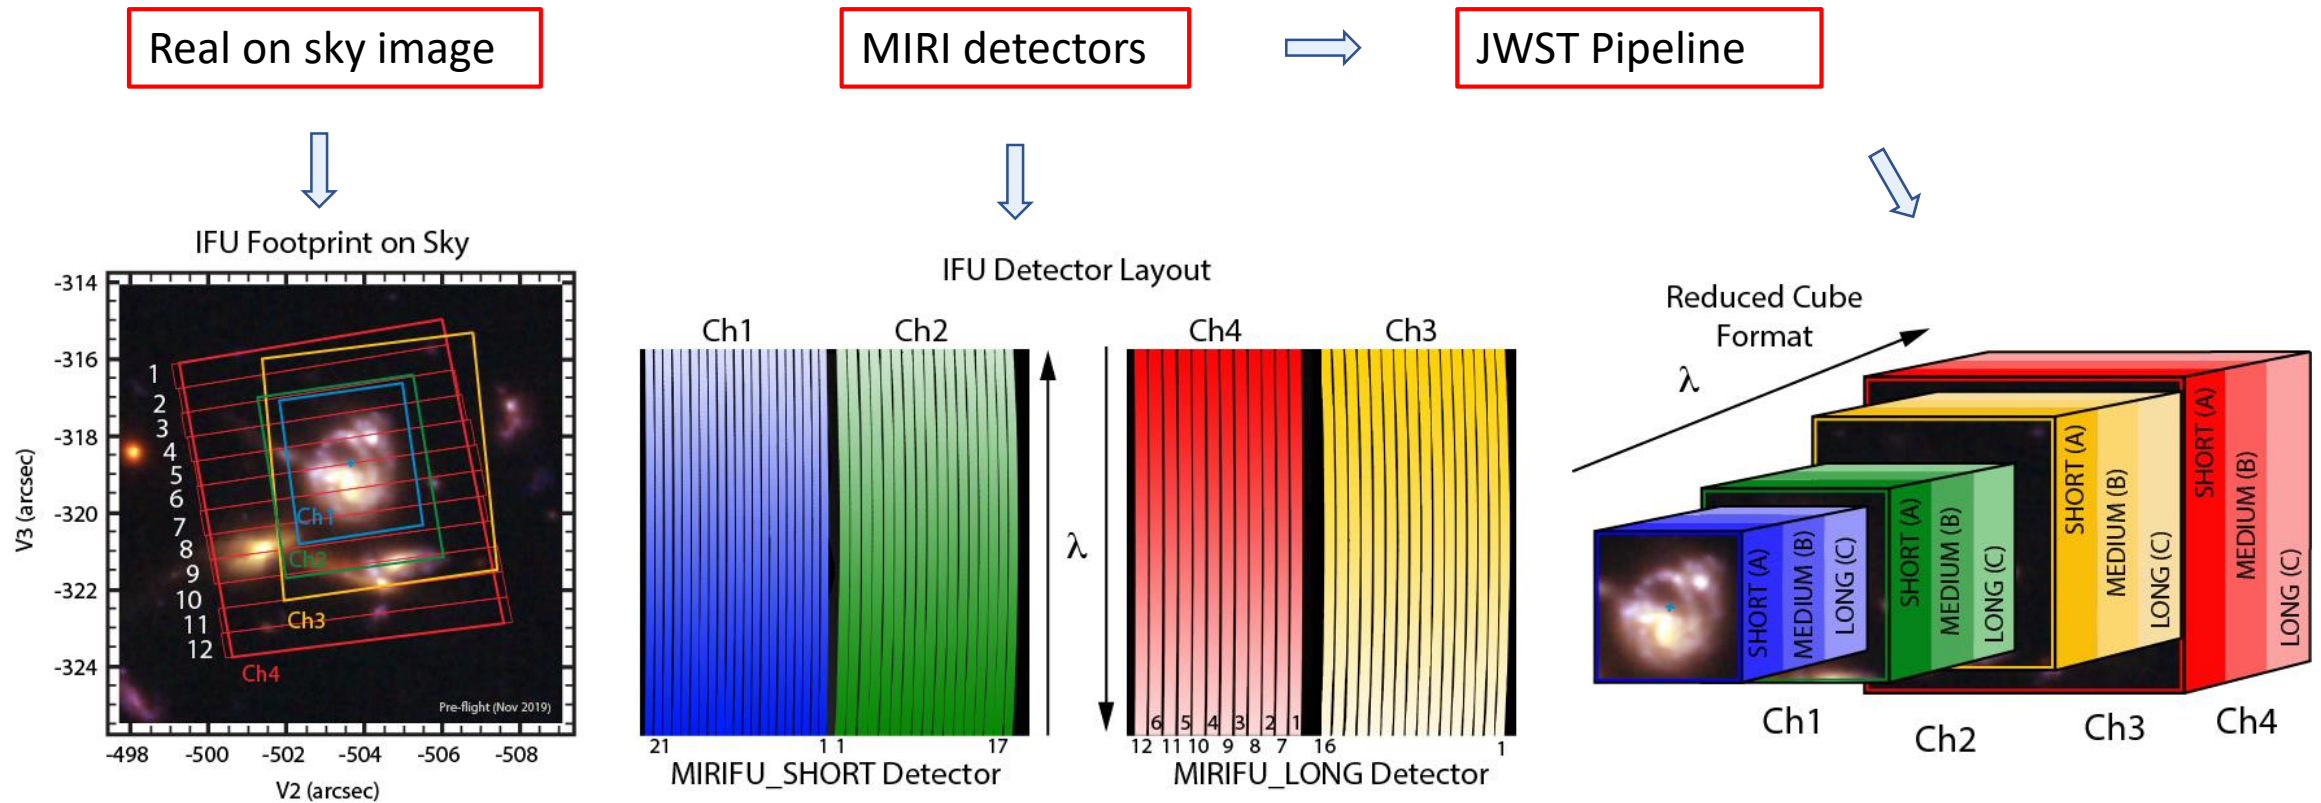 Real on sky image
MIRI detectors
JWST Pipeline
IFU Footprint on Sky
-314
-316
-318
-320
-322
-324
V3 (arcsec)
1
2
3
4
5
6
7
8
9
10
11
12
Ch1
Ch2
Ch3
Ch4
Pre-flight (Nov 2019)
-498 -500 -502 -504 -506 -508
V2 (arcsec)
IFU Detector Layout
Ch1 Ch2
21 1 1 17
MIRIFU_SHORT Detector
λ
Ch4 Ch3
6 5 4 3 2 1
12 11 10 9 8 7 16 1
MIRIFU_LONG Detector
Reduced Cube
Format
λ
SHORT (A)
MEDIUM (B)
LONG (C)
SHORT (A)
MEDIUM (B)
LONG (C)
SHORT (A)
MEDIUM (B)
LONG (C)
SHORT (A)
MEDIUM (B)
LONG (C)
Ch1
Ch2
Ch3
Ch4